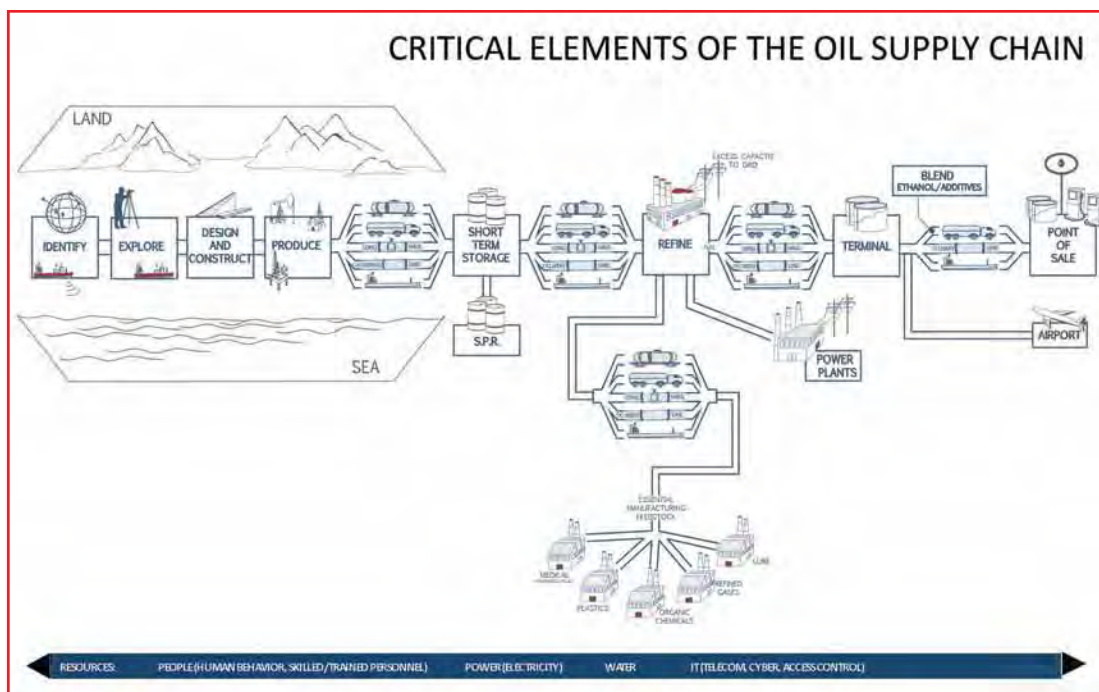 CRITICAL ELEMENTS OF THE OIL SUPPLY CHAIN
LAND
IDENTIFY
EXPLORE
DESIGN AND
CONSTRUCT
PRODUCE
SHORT
TERM
STORAGE
S.P.R.
SEA
EXCESS CAPACTIY
TO GRID
REFINE
POWER
PLANTS
TERMINAL
BLEND
ETHANOL/ADDITIVES
POINT
OF
SALE
AIRPORT
ESSENTIAL
MANUFACTURING
FEEDSTOCK
MEDICAL
PLASTICS
ORGANIC
CHEMICALS
REFINED
GASES
LUBE
RESOURCES: PEOPLE (HUMAN BEHAVIOR, SKILLED/TRAINED PERSONNEL) POWER (ELECTRICITY) WATER IT (TELECOM, CYBER, ACCESS CONTROL)